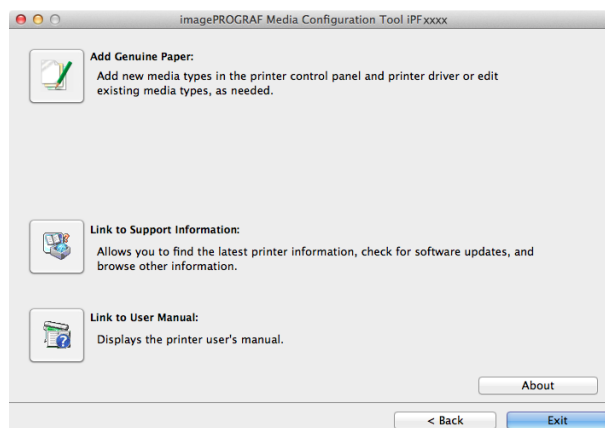 imagePROGRAF Media Configuration Tool iPFxxxx
Add Genuine Paper:
Add new media types in the printer control panel and printer driver or edit
existing media types, as needed.
Link to Support Information:
Allows you to find the latest printer information, check for software updates, and
browse other information.
Link to User Manual:
Displays the printer user's manual.
About
< Back
Exit